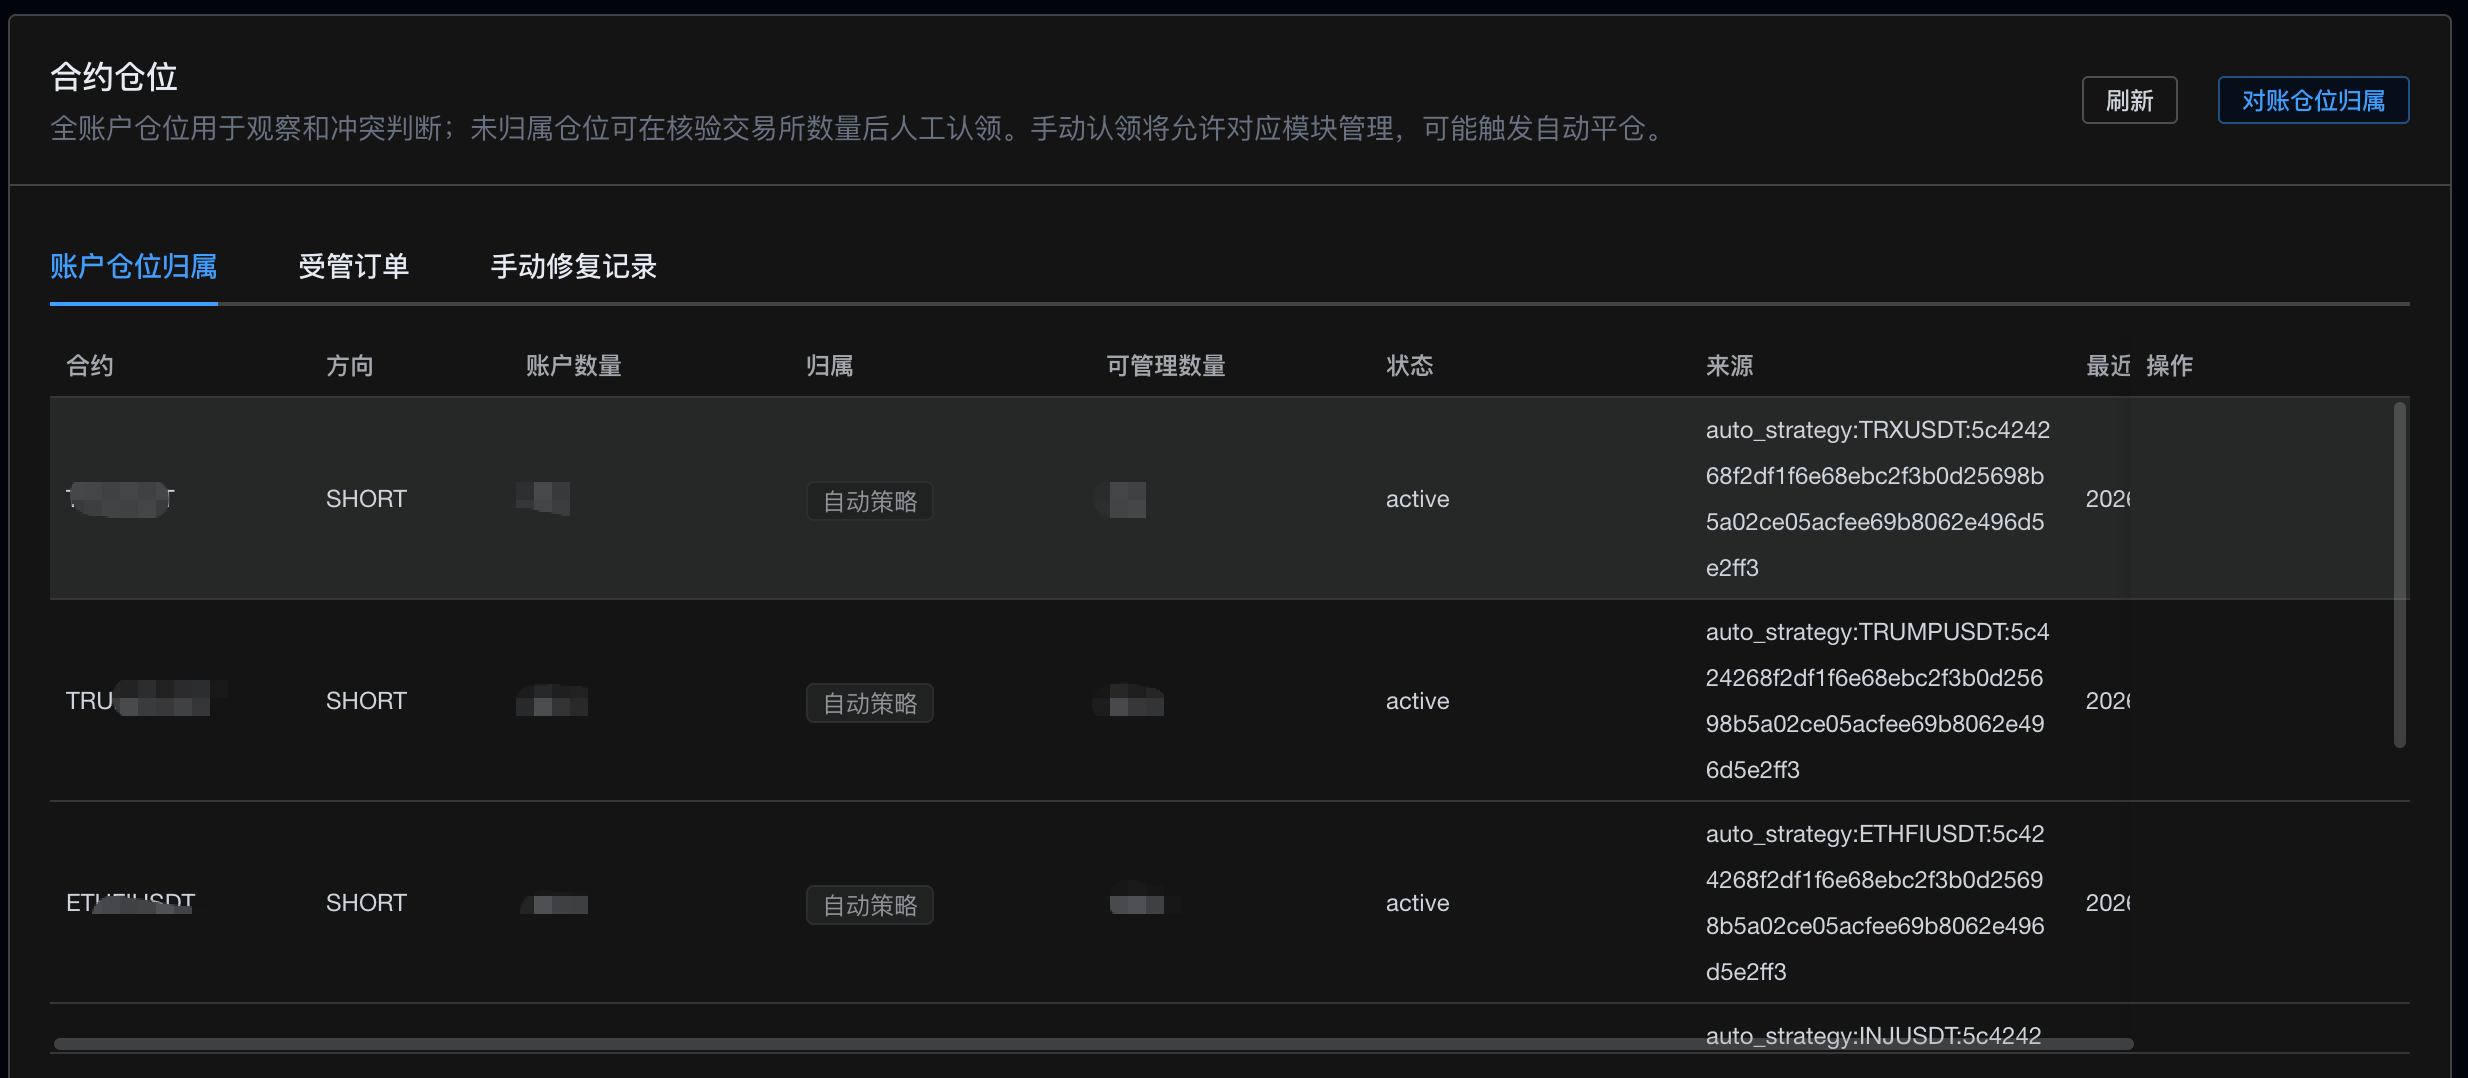 合约仓位
全账户仓位用于观察和冲突判断；未归属仓位可在核验交易所数量后人工认领。手动认领将允许对应模块管理，可能触发自动平仓。
刷新
对账仓位归属
账户仓位归属 受管订单 手动修复记录
合约 方向 账户数量 归属 可管理数量 状态 来源 最近 操作
SHORT 自动策略 active 2026
auto_strategy:TRXUSDT:5c4242
68f2df1f6e68ebc2f3b0d25698b
5a02ce05acfee69b8062e496d5
e2ff3
TRU SHORT 自动策略 active 2026
auto_strategy:TRUMPUSDT:5c4
24268f2df1f6e68ebc2f3b0d256
98b5a02ce05acfee69b8062e49
6d5e2ff3
ETHFIUSDT SHORT 自动策略 active 2026
auto_strategy:ETHFIUSDT:5c42
4268f2df1f6e68ebc2f3b0d2569
8b5a02ce05acfee69b8062e496
d5e2ff3
auto_strategy:INJUSDT:5c4242